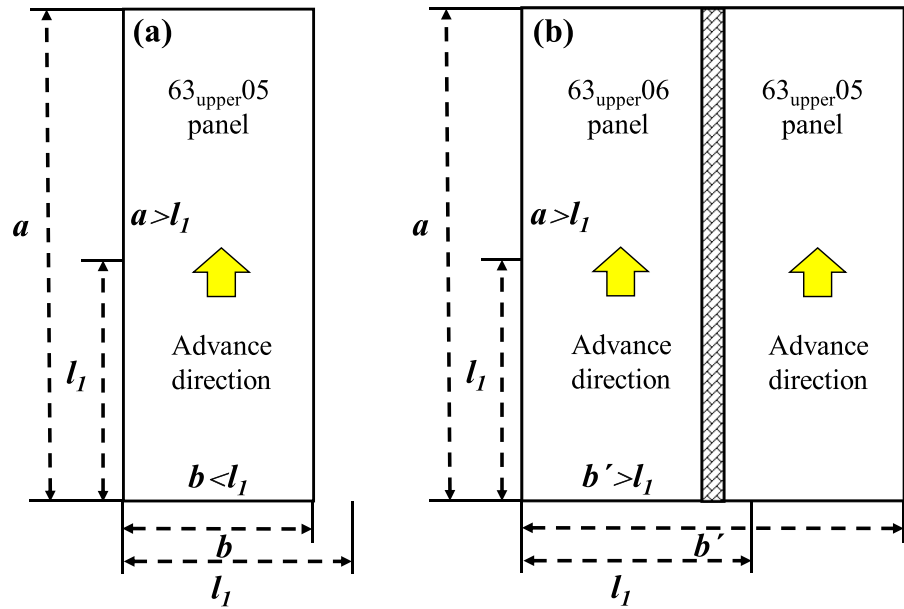 (a)
63upper05
panel
a
a>l1
l1
Advance
direction
b<l1
b
l1
(b)
63upper06
panel
63upper05
panel
a
a>l1
l1
Advance
direction
Advance
direction
b´>l1
b´
l1